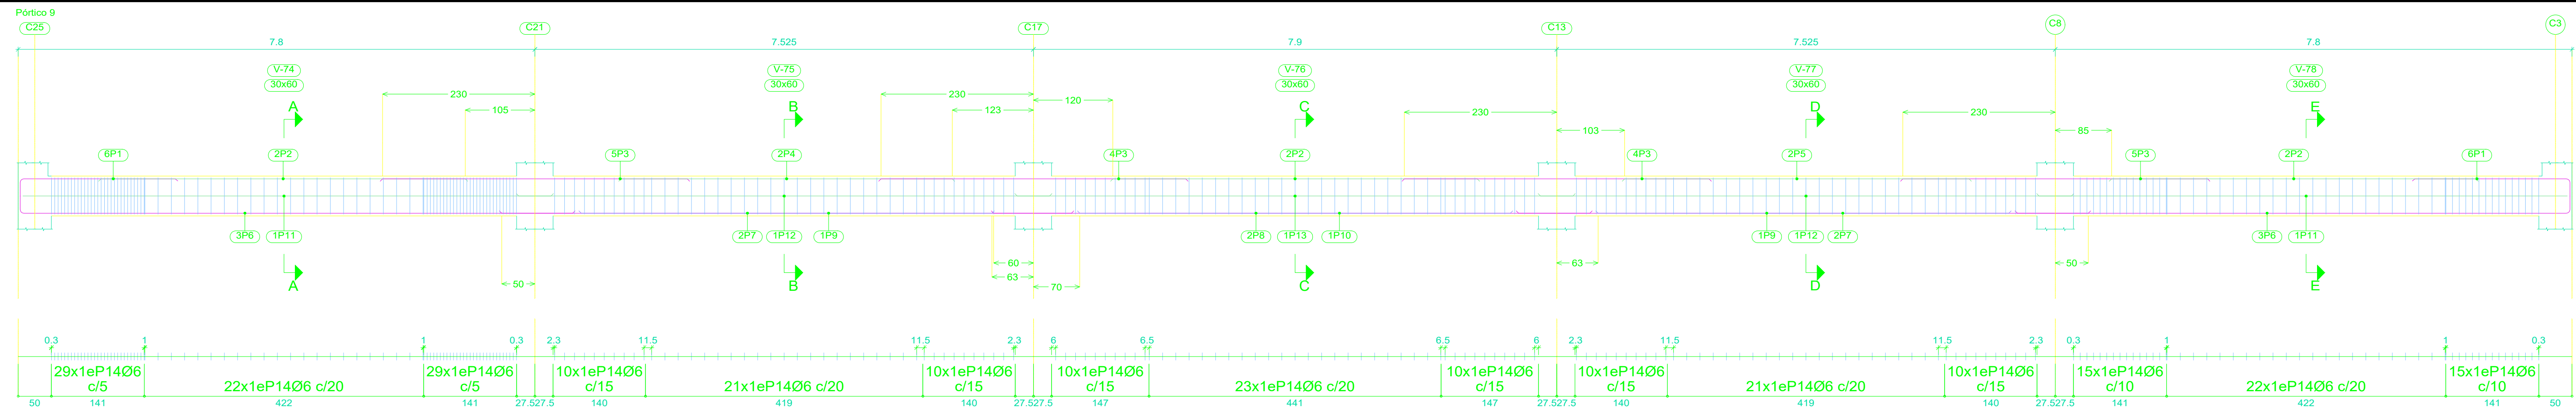 Pórtico 9
C25 C21 C17 C13 C8 C3
7.8 7.525 7.9 7.525 7.8
V-74 V-75 V-76 V-77 V-78
30x60 30x60 30x60 30x60 30x60
230 230 120 230 230
A B C D E
105 123 103 85
6P1 2P2 5P3 2P4 4P3 2P2 4P3 2P5 5P3 2P2 6P1
3P6 1P11 2P7 1P12 1P9 2P8 1P13 1P10 1P9 1P12 2P7 3P6 1P11
60 63 50
63
50 70
A B C D E
0.3 1 1 0.3 2.3 11.5 11.5 2.3 6 6.5 6.5 6 2.3 11.5 11.5 2.3 0.3 1 1 0.3
29x1eP14Ø6 29x1eP14Ø6 10x1eP14Ø6 10x1eP14Ø6 10x1eP14Ø6 10x1eP14Ø6 10x1eP14Ø6 10x1eP14Ø6 15x1eP14Ø6 15x1eP14Ø6
c/5 22x1eP14Ø6 c/20 c/5 c/15 21x1eP14Ø6 c/20 c/15 c/15 23x1eP14Ø6 c/20 c/15 c/15 21x1eP14Ø6 c/20 c/15 c/10 22x1eP14Ø6 c/20 c/10
50 141 422 141 27.5 27.5 140 419 140 27.5 27.5 147 441 147 27.5 27.5 140 419 140 27.5 27.5 141 422 141 50